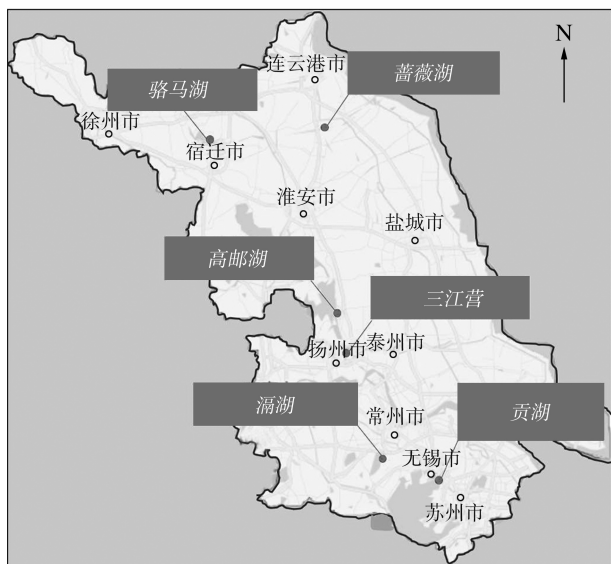 N
连云港市
蔷薇湖
骆马湖
徐州市
宿迁市
淮安市
盐城市
高邮湖
三江营
扬州市
泰州市
滆湖
贡湖
常州市
无锡市
苏州市